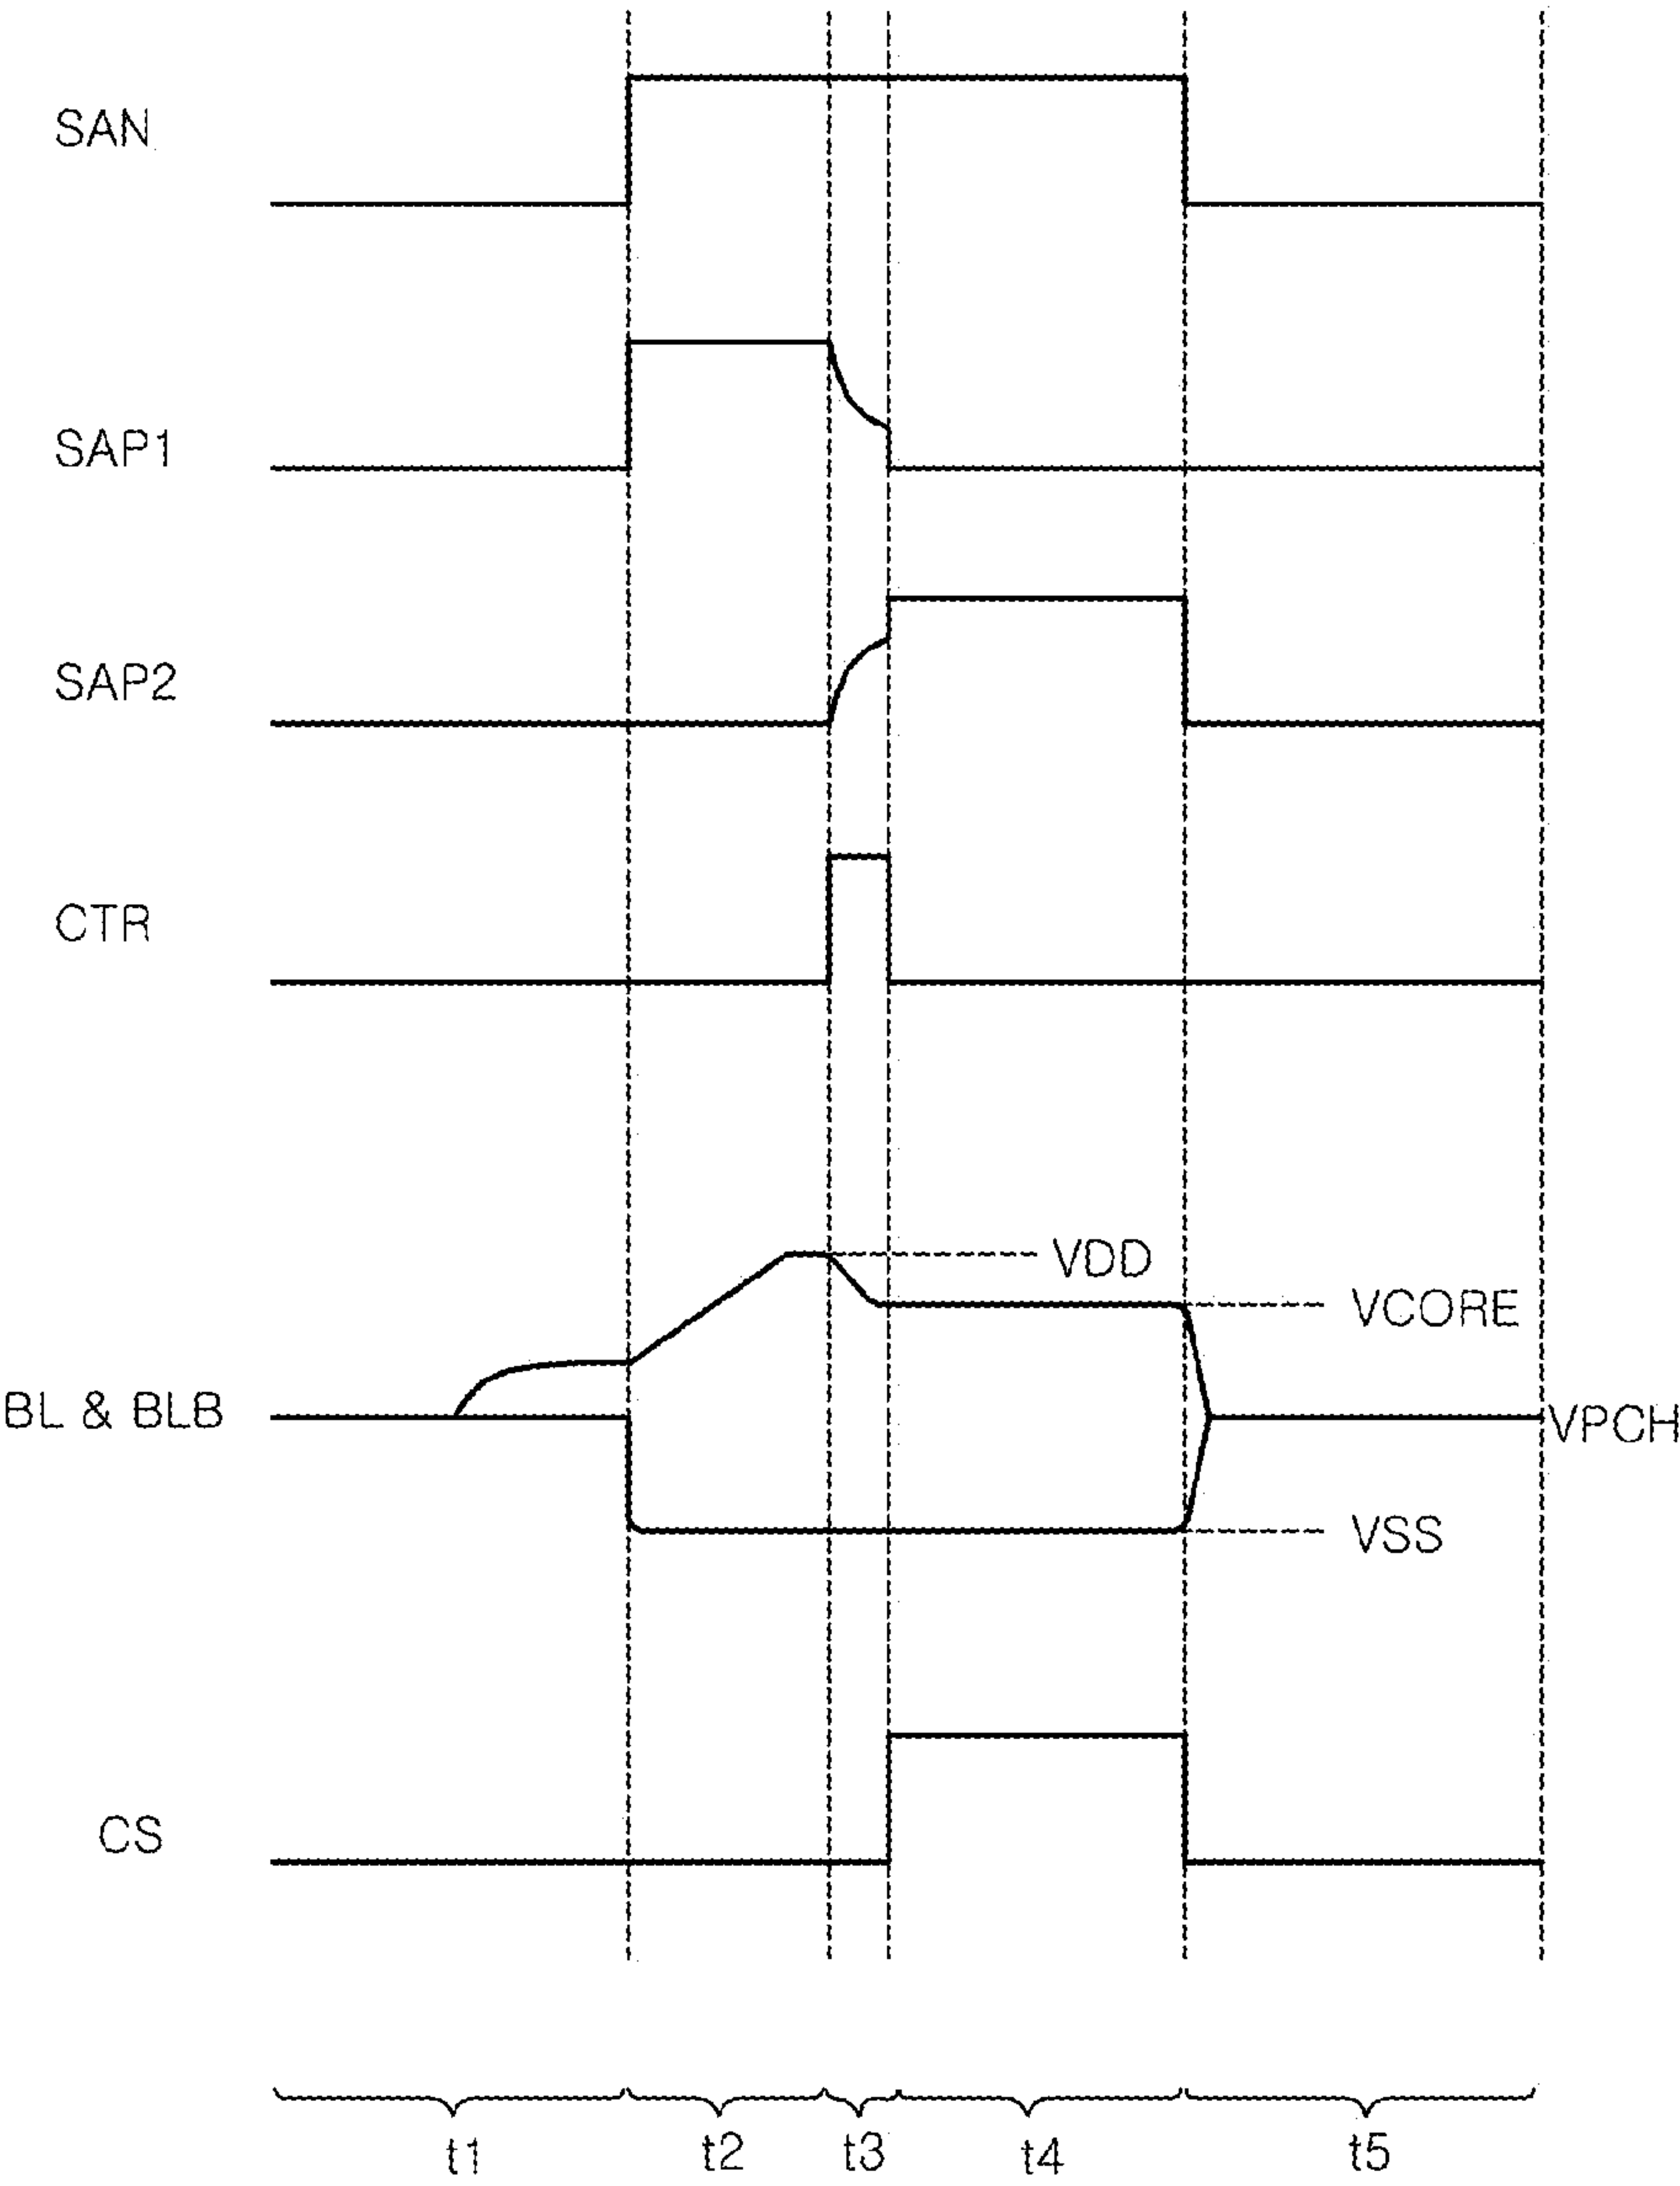 SAN
SAP1
SAP2
CTR
VDD
VCORE
BL & BLB
VPCH
VSS
CS
t1 t2 t3 t4 t5